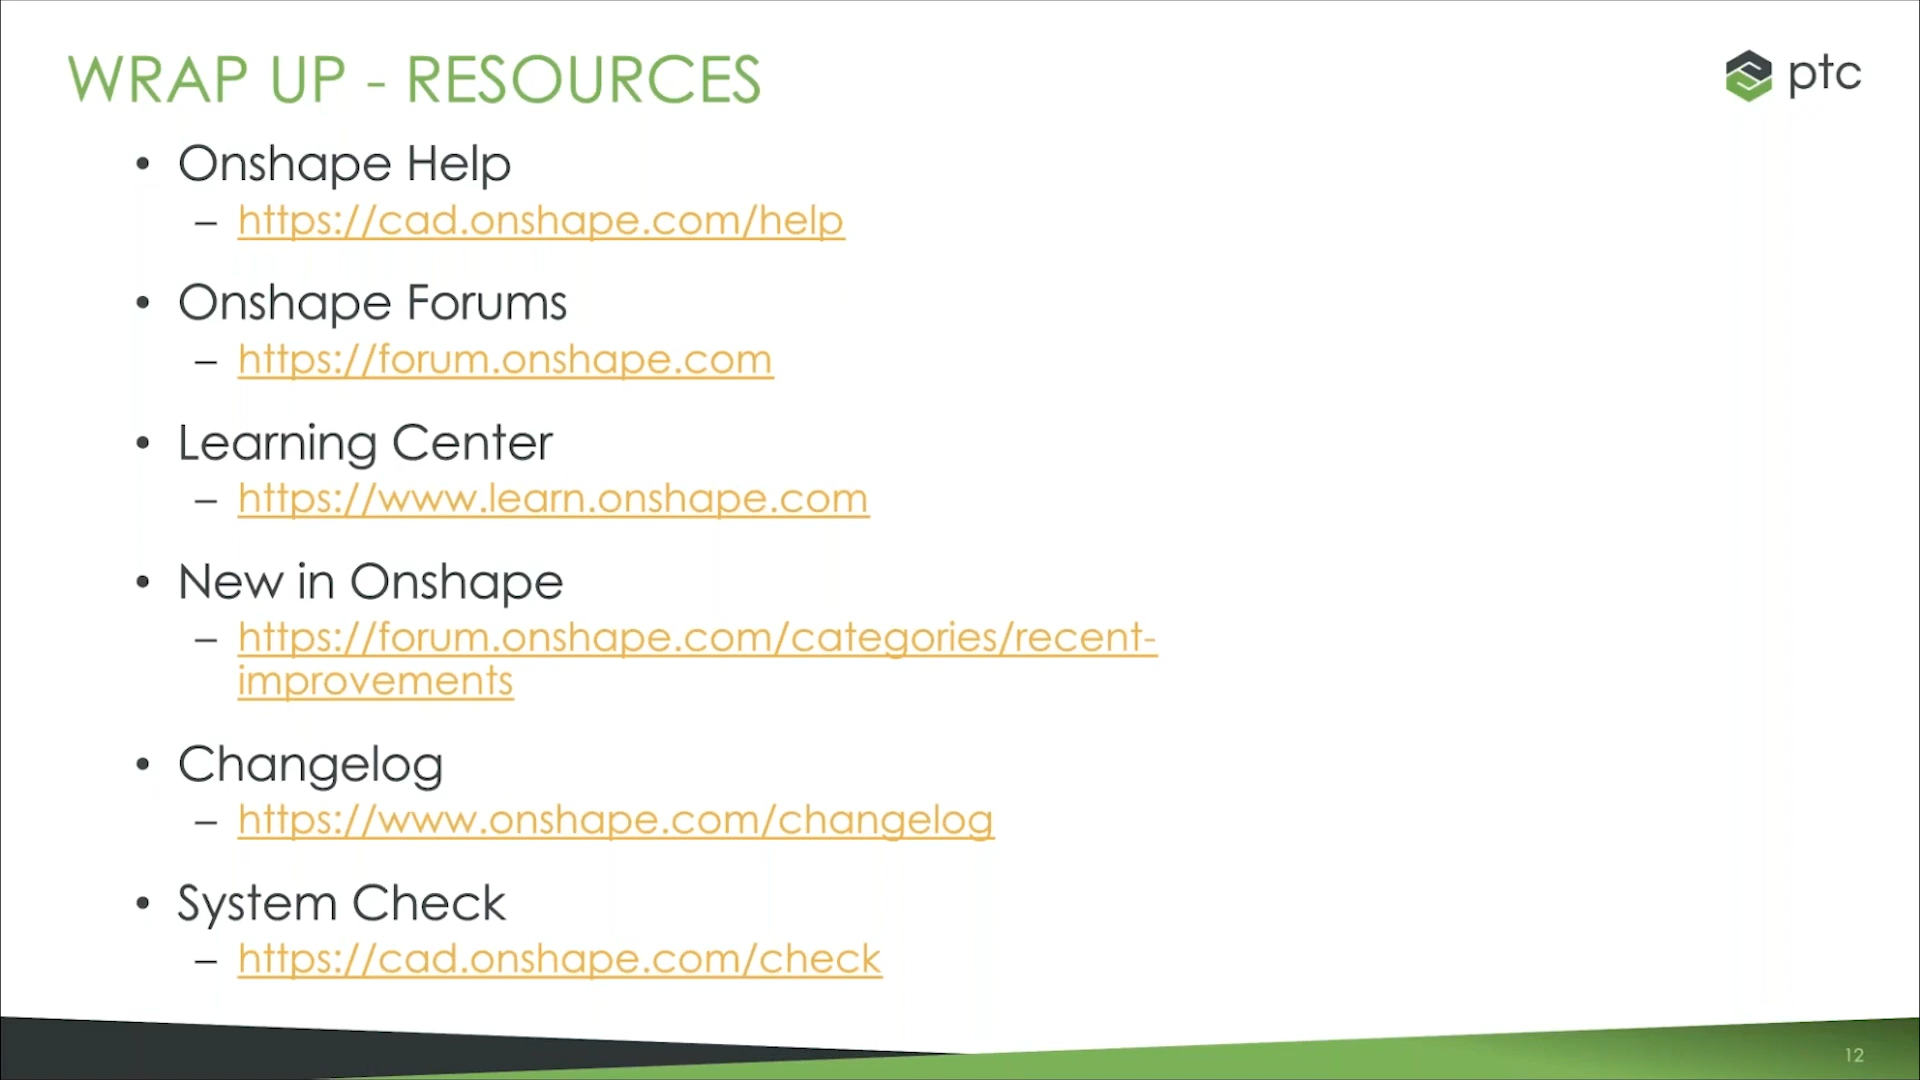 WRAP UP - RESOURCES
ptc
• Onshape Help
– https://cad.onshape.com/help
• Onshape Forums
– https://forum.onshape.com
• Learning Center
– https://www.learn.onshape.com
• New in Onshape
– https://forum.onshape.com/categories/recent-
improvements
• Changelog
– https://www.onshape.com/changelog
• System Check
– https://cad.onshape.com/check
12